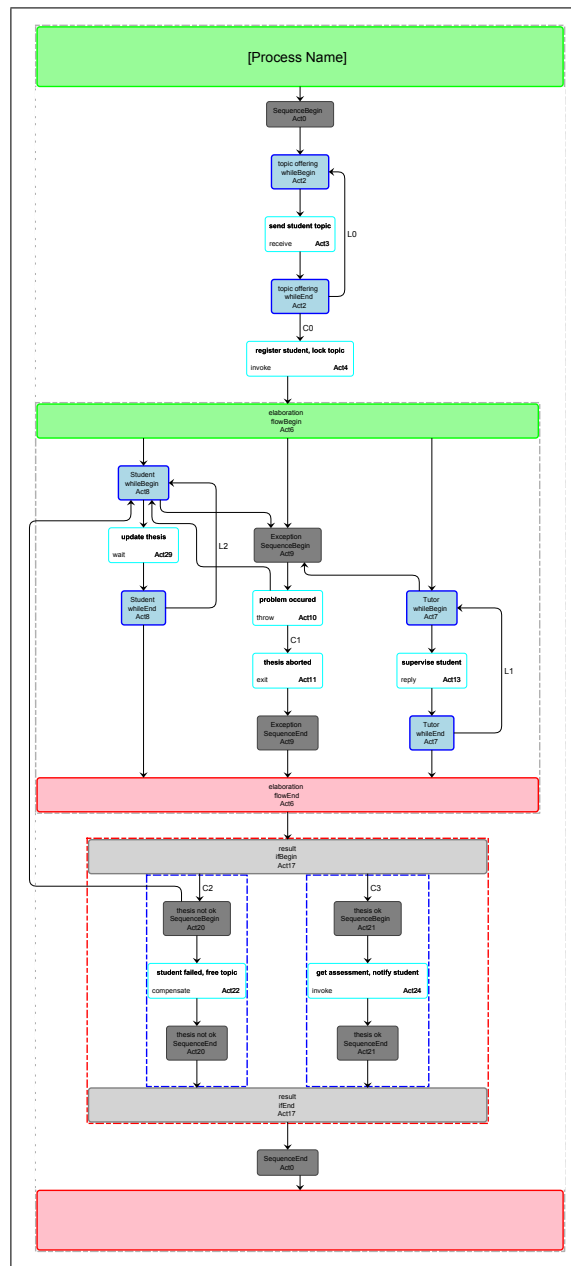 [Process Name]
SequenceBegin
Act0
topic offering
whileBegin
Act2
send student topic
receive Act3
L0
topic offering
whileEnd
Act2
C0
register student, lock topic
invoke Act4
elaboration
flowBegin
Act6
Student
whileBegin
Act8
update thesis
wait Act29
L2
Exception
SequenceBegin
Act9
Student
whileEnd
Act8
problem occured
throw Act10
Tutor
whileBegin
Act7
C1
thesis aborted
exit Act11
supervise student
reply Act13
L1
Exception
SequenceEnd
Act9
Tutor
whileEnd
Act7
elaboration
flowEnd
Act6
result
ifBegin
Act17
C2
C3
thesis not ok
SequenceBegin
Act20
thesis ok
SequenceBegin
Act21
student failed, free topic
compensate Act22
get assessment, notify student
invoke Act24
thesis not ok
SequenceEnd
Act20
thesis ok
SequenceEnd
Act21
result
ifEnd
Act17
SequenceEnd
Act0